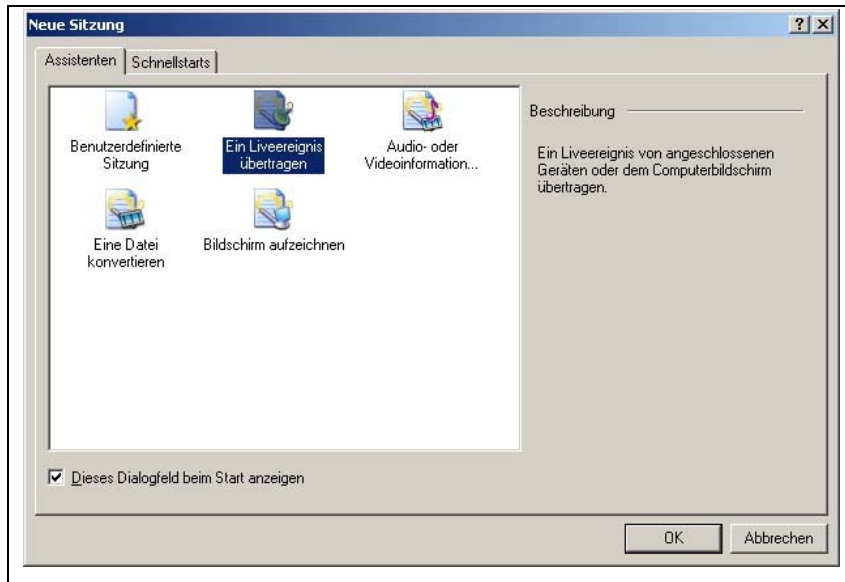 Neue Sitzung
Assistenten
Schnellstarts
Benutzerdefinierte
Sitzung
Ein Liveereignis
übertragen
Audio- oder
Videoinformation...
Eine Datei
konvertieren
Bildschirm aufzeichnen
Beschreibung
Ein Liveereignis von angeschlossenen
Geräten oder dem Computerbildschirm
übertragen.
Dieses Dialogfeld beim Start anzeigen
OK
Abbrechen